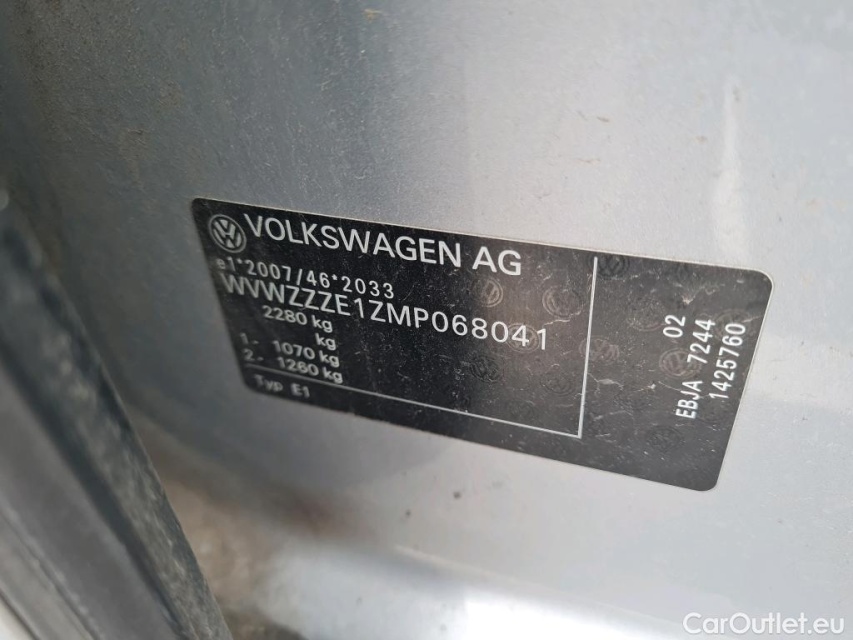 VOLKSWAGEN AG
e1*2007/46*2033
WVWZZZE1ZMP068041
2280 kg
kg
1.- 1070 kg
2.- 1260 kg
Typ E1
02
EBJA 7244
1425760
CarOutlet.eu